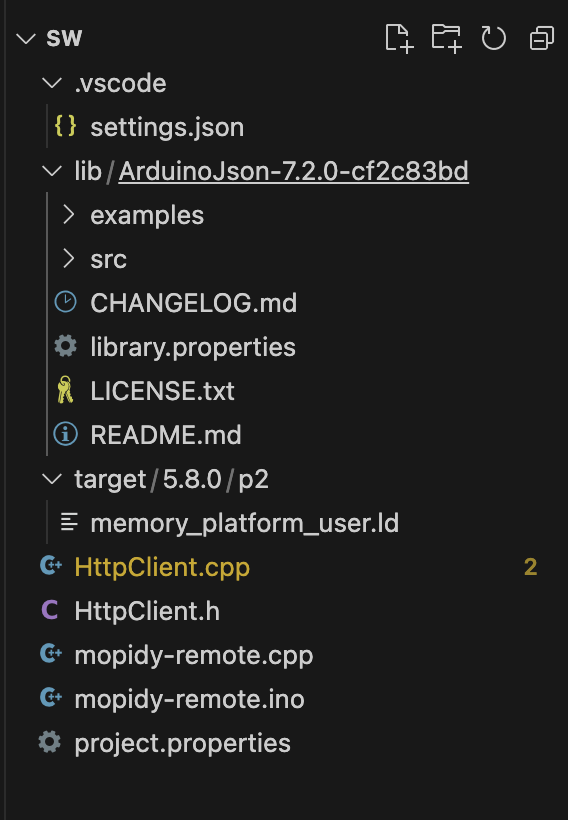 SW
.vscode
{} settings.json
lib/ArduinoJson-7.2.0-cf2c83bd
examples
src
CHANGELOG.md
library.properties
LICENSE.txt
README.md
target/5.8.0/p2
memory_platform_user.ld
C++ HttpClient.cpp 2
C HttpClient.h
C++ mopidy-remote.cpp
C++ mopidy-remote.ino
project.properties